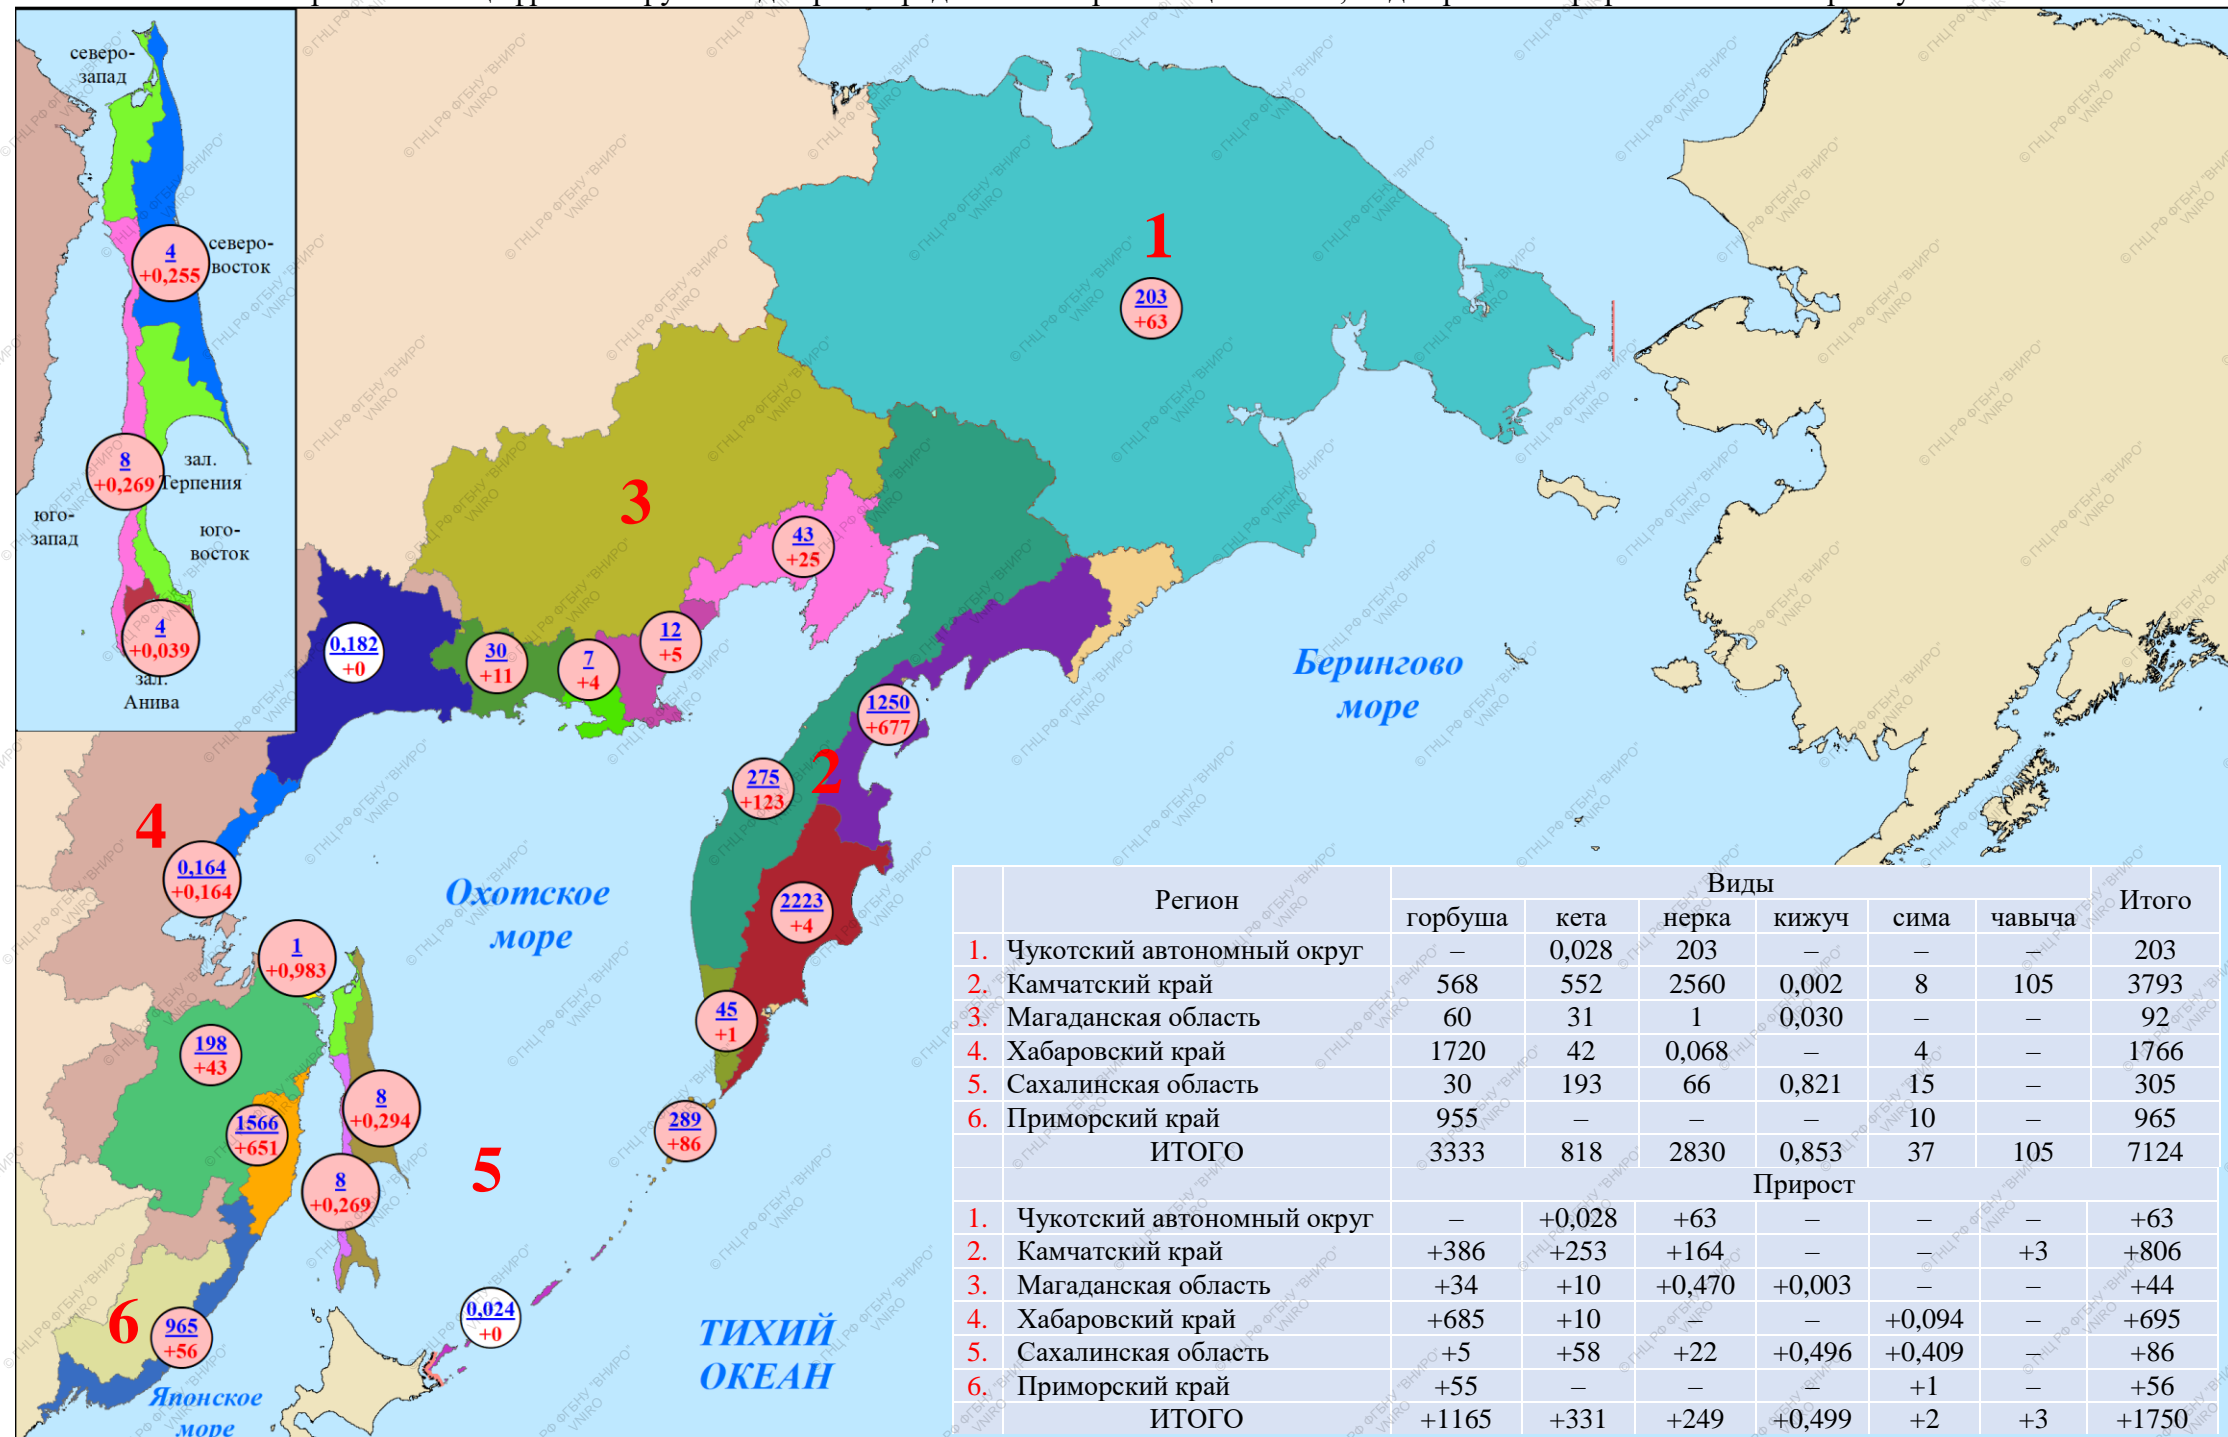 северо-
запад
4
+0,255
северо-
восток
8
+0,269
зал.
Терпения
юго-
запад
юго-
восток
4
+0,039
зал.
Анива
1
203
+63
3
43
+25
12
+5
7
+4
30
+11
0,182
+0
Берингово
море
1250
+677
2
275
+123
4
0,164
+0,164
Охотское
море
2223
+4
1
+0,983
45
+1
198
+43
8
+0,294
1566
+651
289
+86
5
8
+0,269
0,024
+0
6
965
+56
ТИХИЙ
ОКЕАН
Японское
море
Регион Виды Итого
горбуша кета нерка кижуч сима чавыча
1. Чукотский автономный округ – 0,028 203 – – – 203
2. Камчатский край 568 552 2560 0,002 8 105 3793
3. Магаданская область 60 31 1 0,030 – – 92
4. Хабаровский край 1720 42 0,068 – 4 – 1766
5. Сахалинская область 30 193 66 0,821 15 – 305
6. Приморский край 955 – – – 10 – 965
ИТОГО 3333 818 2830 0,853 37 105 7124
Прирост
1. Чукотский автономный округ – +0,028 +63 – – – +63
2. Камчатский край +386 +253 +164 – – +3 +806
3. Магаданская область +34 +10 +0,470 +0,003 – – +44
4. Хабаровский край +685 +10 – – +0,094 – +695
5. Сахалинская область +5 +58 +22 +0,496 +0,409 – +86
6. Приморский край +55 – – – +1 – +56
ИТОГО +1165 +331 +249 +0,499 +2 +3 +1750
© ГНЦ РФ ФГБНУ "ВНИРО"
VNIRO